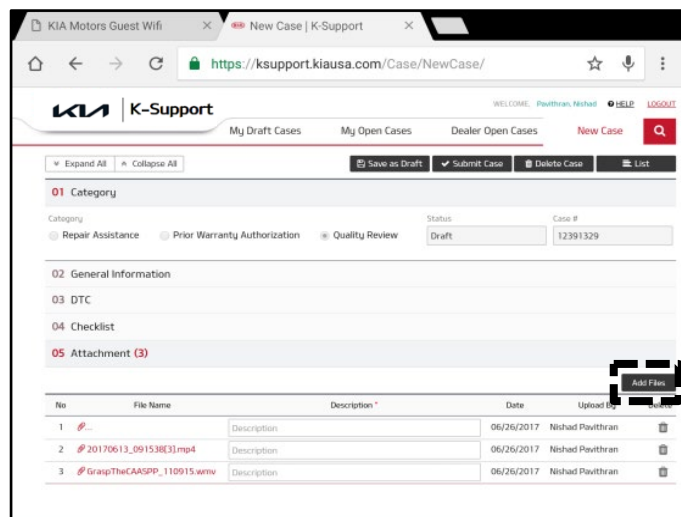 KIA Motors Guest Wifi
New Case | K-Support
https://ksupport.kiausa.com/Case/NewCase/
KIA K-Support
WELCOME, Pavithran, Nishad HELP LOGOUT
My Draft Cases My Open Cases Dealer Open Cases New Case
Expand All Collapse All Save as Draft Submit Case Delete Case List
01 Category
Category Status Case #
Repair Assistance Prior Warranty Authorization Quality Review Draft 12391329
02 General Information
03 DTC
04 Checklist
05 Attachment (3)
Add Files
No File Name Description * Date Upload By Delete
1 ... Description 06/26/2017 Nishad Pavithran
2 20170613_091538[3].mp4 Description 06/26/2017 Nishad Pavithran
3 GraspTheCAASPP_110915.wmv Description 06/26/2017 Nishad Pavithran